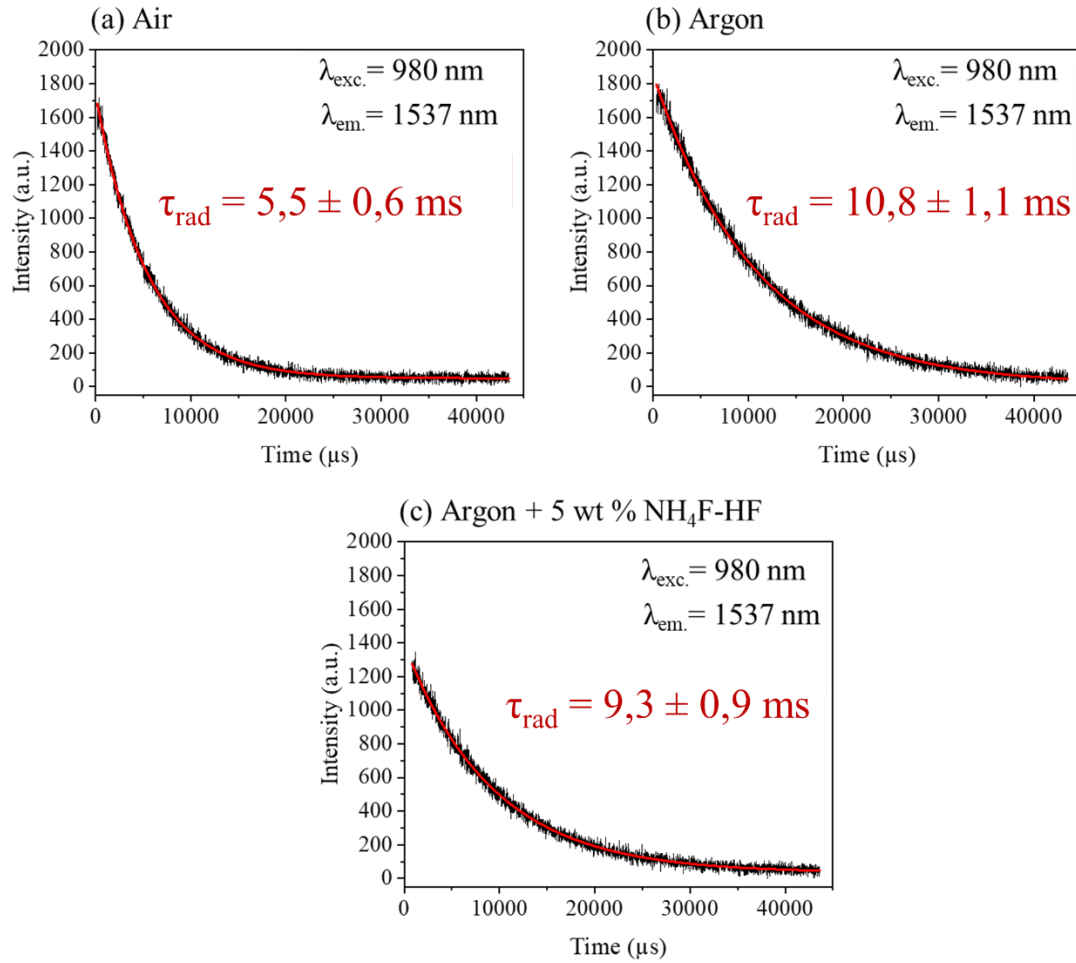 (a) Air
2000
1800
1600
1400
1200
1000
800
600
400
200
0
Intensity (a.u.)
λexc.= 980 nm
λem.= 1537 nm
τrad = 5,5 ± 0,6 ms
0 10000 20000 30000 40000
Time (µs)
(b) Argon
2000
1800
1600
1400
1200
1000
800
600
400
200
0
Intensity (a.u.)
λexc.= 980 nm
λem.= 1537 nm
τrad = 10,8 ± 1,1 ms
0 10000 20000 30000 40000
Time (µs)
(c) Argon + 5 wt % NH4F-HF
2000
1800
1600
1400
1200
1000
800
600
400
200
0
Intensity (a.u.)
λexc.= 980 nm
λem.= 1537 nm
τrad = 9,3 ± 0,9 ms
0 10000 20000 30000 40000
Time (µs)